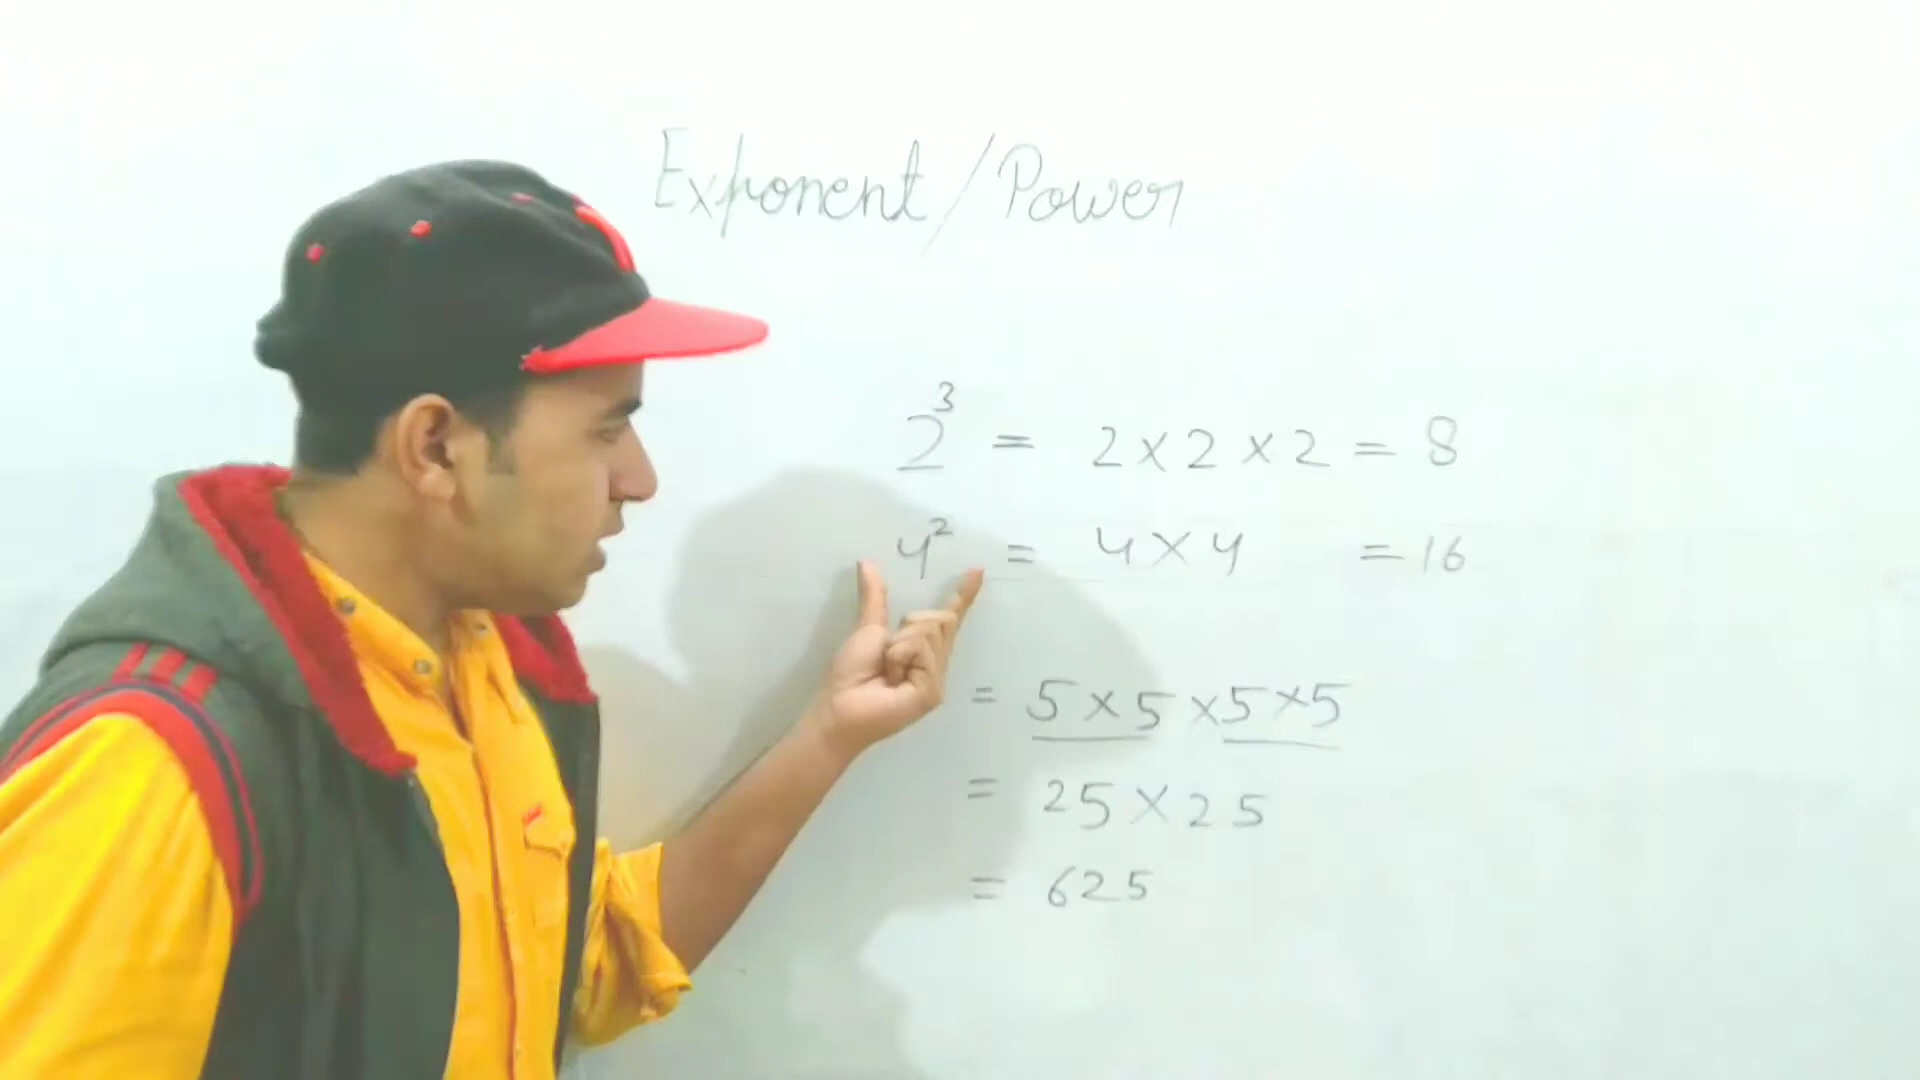 Exponent/Power
2³ = 2×2×2 = 8
4² = 4×4 =16
= 5×5×5×5
= 25×25
= 625